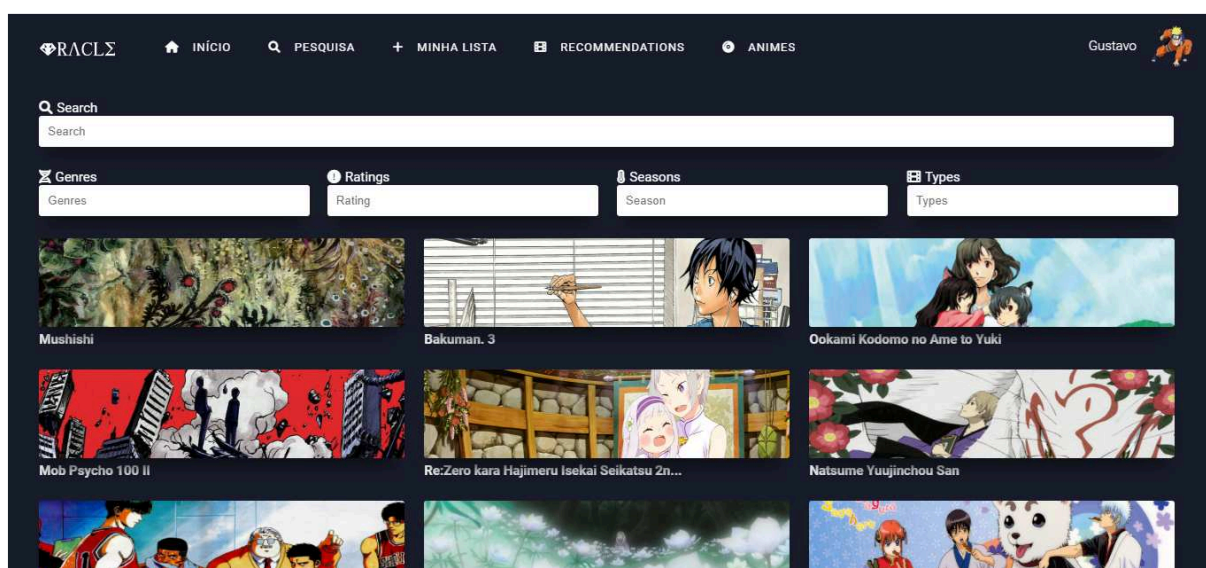 RΛCLΣ INÍCIO PESQUISA MINHA LISTA RECOMMENDATIONS ANIMES Gustavo
Search
Search
Genres Ratings Seasons Types
Genres Rating Season Types
Mushishi Bakuman. 3 Ookami Kodomo no Ame to Yuki
Mob Psycho 100 II Re:Zero kara Hajimeru Isekai Seikatsu 2n... Natsume Yuujinchou San